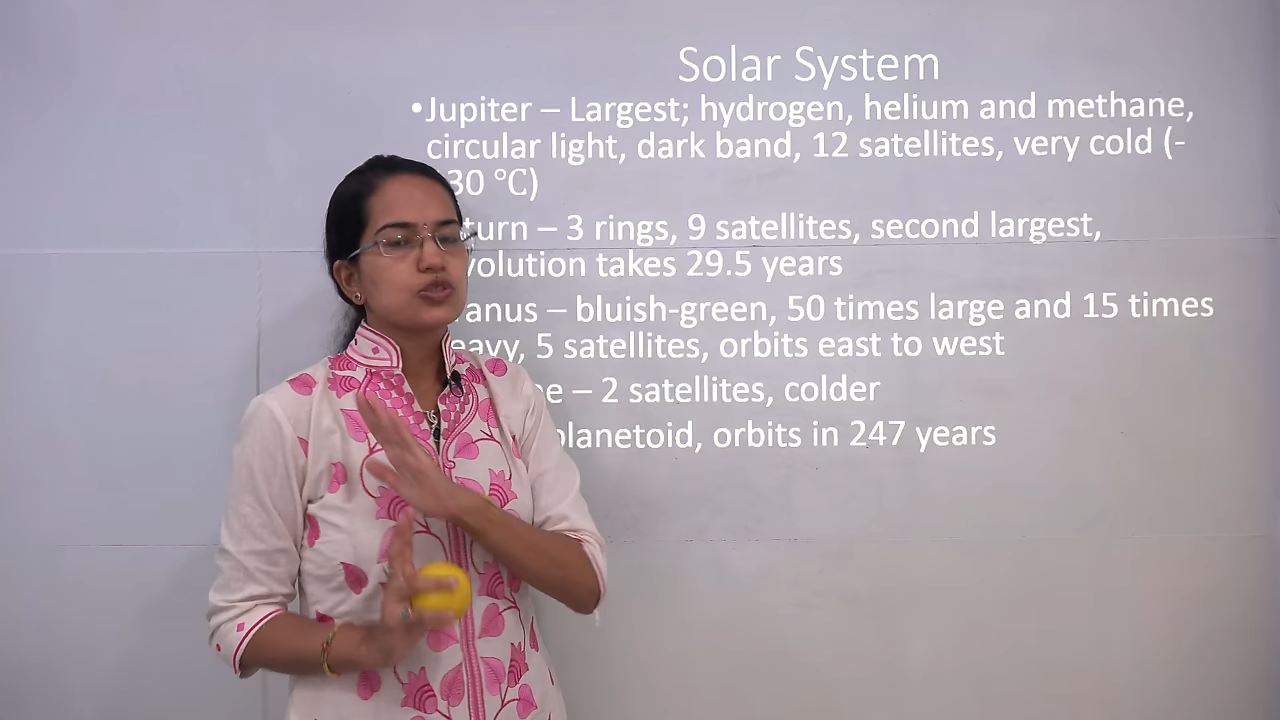 Solar System
•Jupiter – Largest; hydrogen, helium and methane,
circular light, dark band, 12 satellites, very cold (-
30 °C)
turn – 3 rings, 9 satellites, second largest,
volution takes 29.5 years
anus – bluish-green, 50 times large and 15 times
eavy, 5 satellites, orbits east to west
e – 2 satellites, colder
planetoid, orbits in 247 years